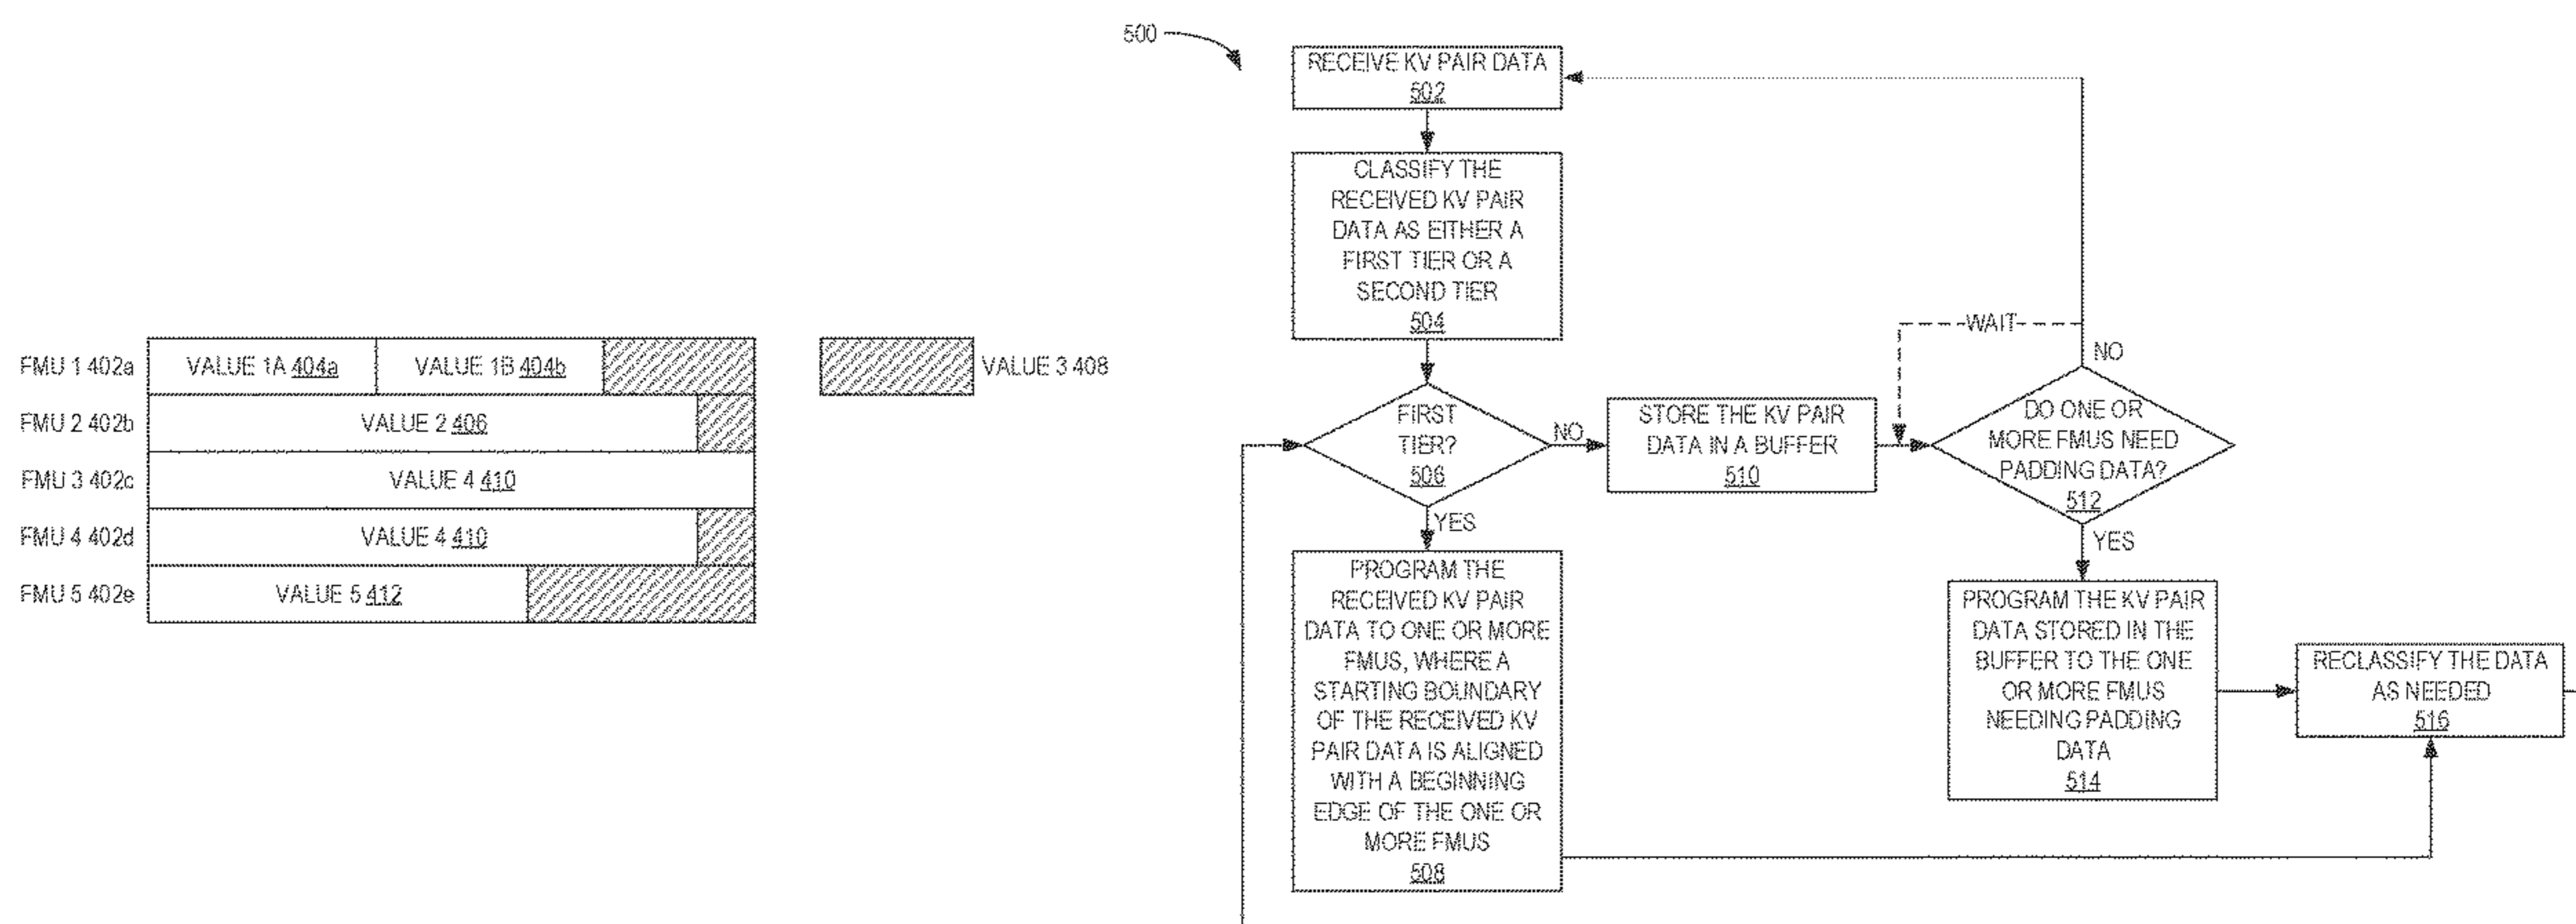 FMU 1 402a
VALUE 1A 404a
VALUE 1B 404b
VALUE 3 408
FMU 2 402b
VALUE 2 406
FMU 3 402c
VALUE 4 410
FMU 4 402d
VALUE 4 410
FMU 5 402e
VALUE 5 412
500
RECEIVE KV PAIR DATA
502
CLASSIFY THE
RECEIVED KV PAIR
DATA AS EITHER A
FIRST TIER OR A
SECOND TIER
504
FIRST
TIER?
506
NO
YES
STORE THE KV PAIR
DATA IN A BUFFER
510
WAIT
NO
DO ONE OR
MORE FMUS NEED
PADDING DATA?
512
YES
PROGRAM THE
RECEIVED KV PAIR
DATA TO ONE OR MORE
FMUS, WHERE A
STARTING BOUNDARY
OF THE RECEIVED KV
PAIR DATA IS ALIGNED
WITH A BEGINNING
EDGE OF THE ONE OR
MORE FMUS
508
PROGRAM THE KV PAIR
DATA STORED IN THE
BUFFER TO THE ONE
OR MORE FMUS
NEEDING PADDING
DATA
514
RECLASSIFY THE DATA
AS NEEDED
516